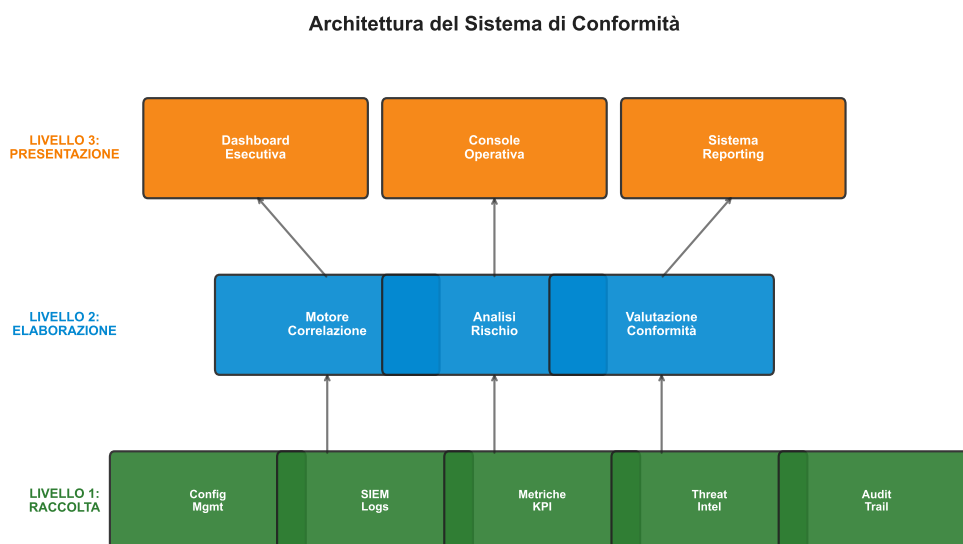 Architettura del Sistema di Conformità
LIVELLO 3:
PRESENTAZIONE
Dashboard
Esecutiva
Console
Operativa
Sistema
Reporting
LIVELLO 2:
ELABORAZIONE
Motore
Correlazione
Analisi
Rischio
Valutazione
Conformità
LIVELLO 1:
RACCOLTA
Config
Mgmt
SIEM
Logs
Metriche
KPI
Threat
Intel
Audit
Trail